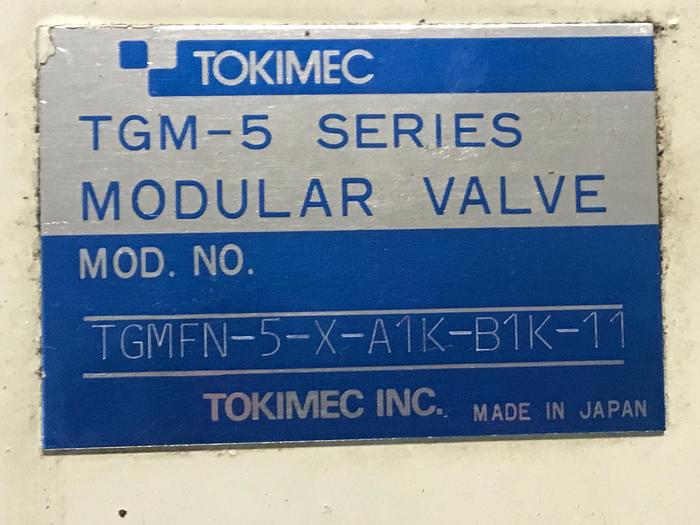 TOKIMEC
TGM-5 SERIES
MODULAR VALVE
MOD. NO.
TGMFN-5-X-A1K-B1K-11
TOKIMEC INC. MADE IN JAPAN